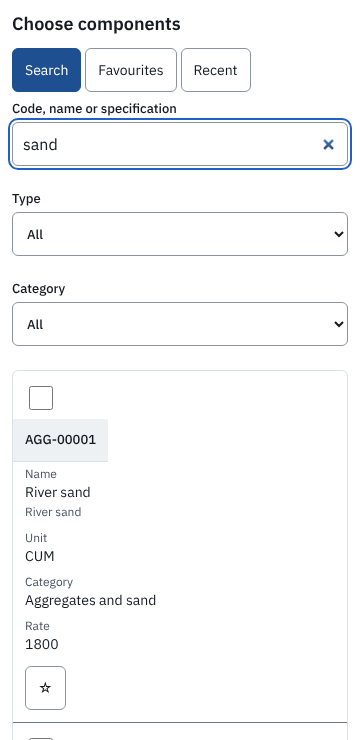 Choose components
Search
Favourites
Recent
Code, name or specification
sand
Type
All
Category
All
AGG-00001
Name
River sand
River sand
Unit
CUM
Category
Aggregates and sand
Rate
1800